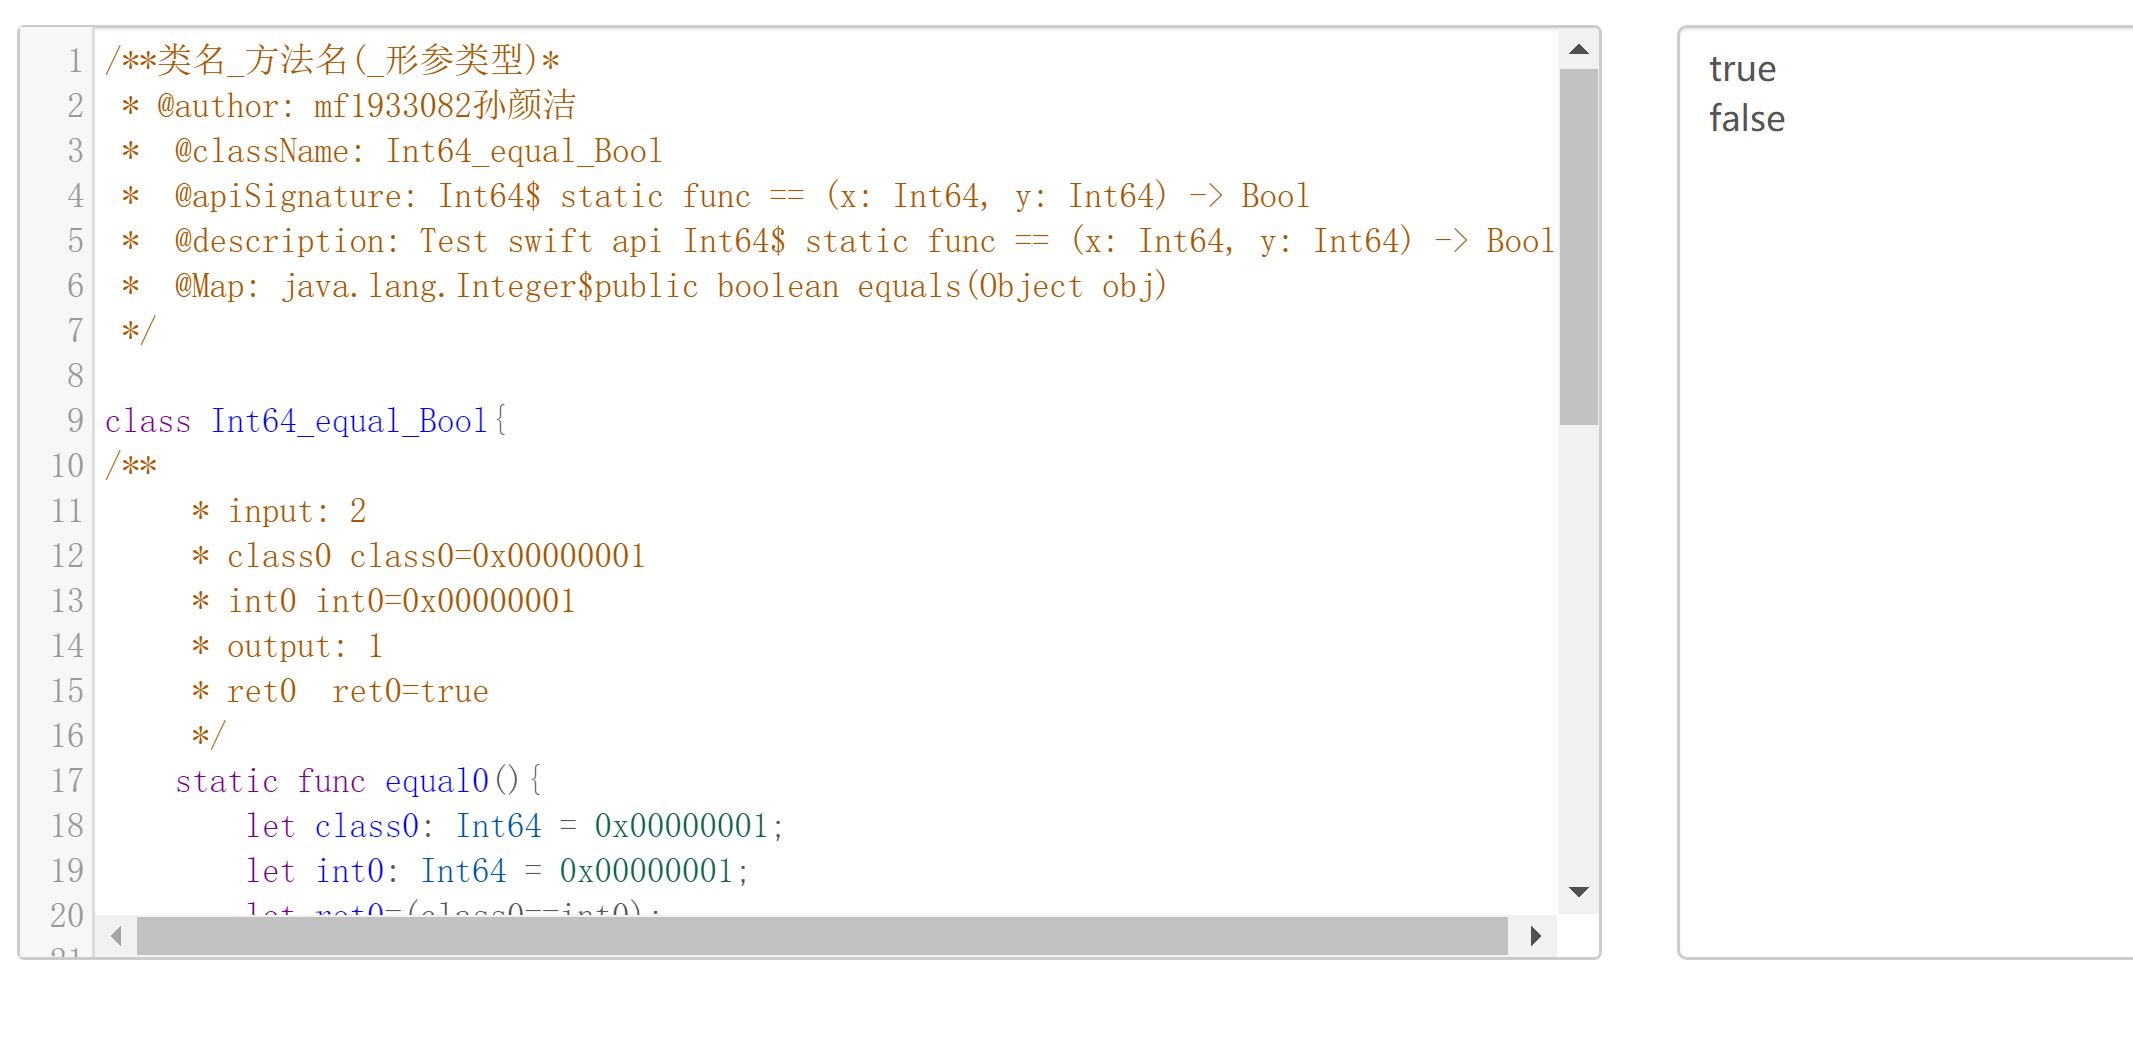 1 /**类名_方法名(_形参类型)*
2 * @author: mf1933082孙颜洁
3 * @className: Int64_equal_Bool
4 * @apiSignature: Int64$ static func == (x: Int64, y: Int64) -> Bool
5 * @description: Test swift api Int64$ static func == (x: Int64, y: Int64) -> Bool
6 * @Map: java.lang.Integer$public boolean equals(Object obj)
7 */
8
9 class Int64_equal_Bool{
10 /**
11 * input: 2
12 * class0 class0=0x00000001
13 * int0 int0=0x00000001
14 * output: 1
15 * ret0  ret0=true
16 */
17 static func equal0(){
18 let class0: Int64 = 0x00000001;
19 let int0: Int64 = 0x00000001;
20 let ret0=(class0==int0);
21
true
false